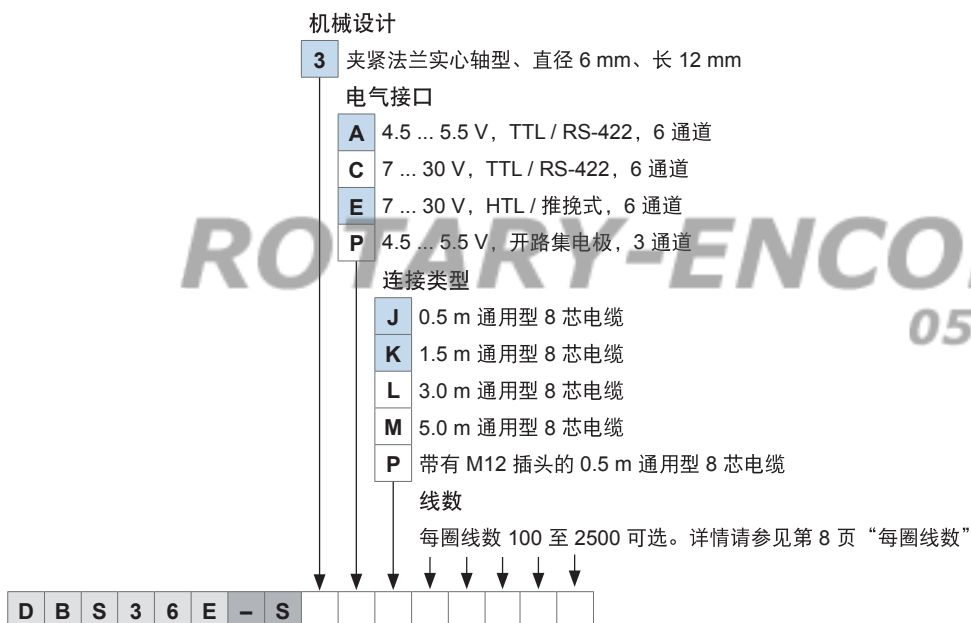 机械设计
3 夹紧法兰实心轴型、直径 6 mm、长 12 mm
电气接口
A 4.5 ... 5.5 V，TTL / RS-422，6 通道
C 7 ... 30 V，TTL / RS-422，6 通道
E 7 ... 30 V，HTL / 推挽式，6 通道
P 4.5 ... 5.5 V，开路集电极，3 通道
ROTARY-ENCO
连接类型
J 0.5 m 通用型 8 芯电缆
05
K 1.5 m 通用型 8 芯电缆
L 3.0 m 通用型 8 芯电缆
M 5.0 m 通用型 8 芯电缆
P 带有 M12 插头的 0.5 m 通用型 8 芯电缆
线数
每圈线数 100 至 2500 可选。详情请参见第 8 页“每圈线数”
D B S 3 6 E – S